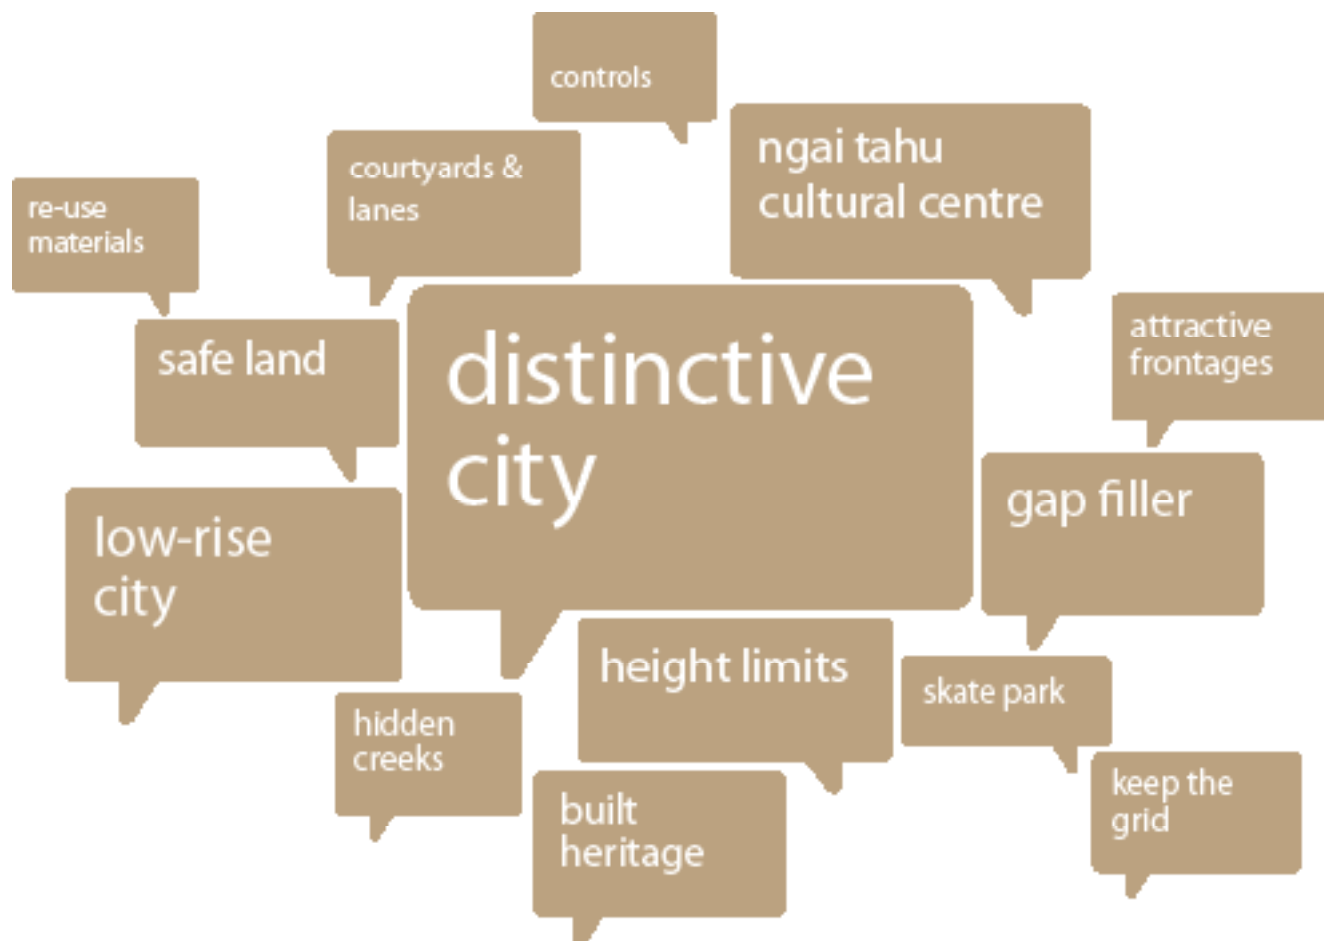 controls
ngai tahu
cultural centre
courtyards &
lanes
re-use
materials
safe land
distinctive
city
attractive
frontages
gap filler
low-rise
city
height limits
skate park
hidden
creeks
built
heritage
keep the
grid